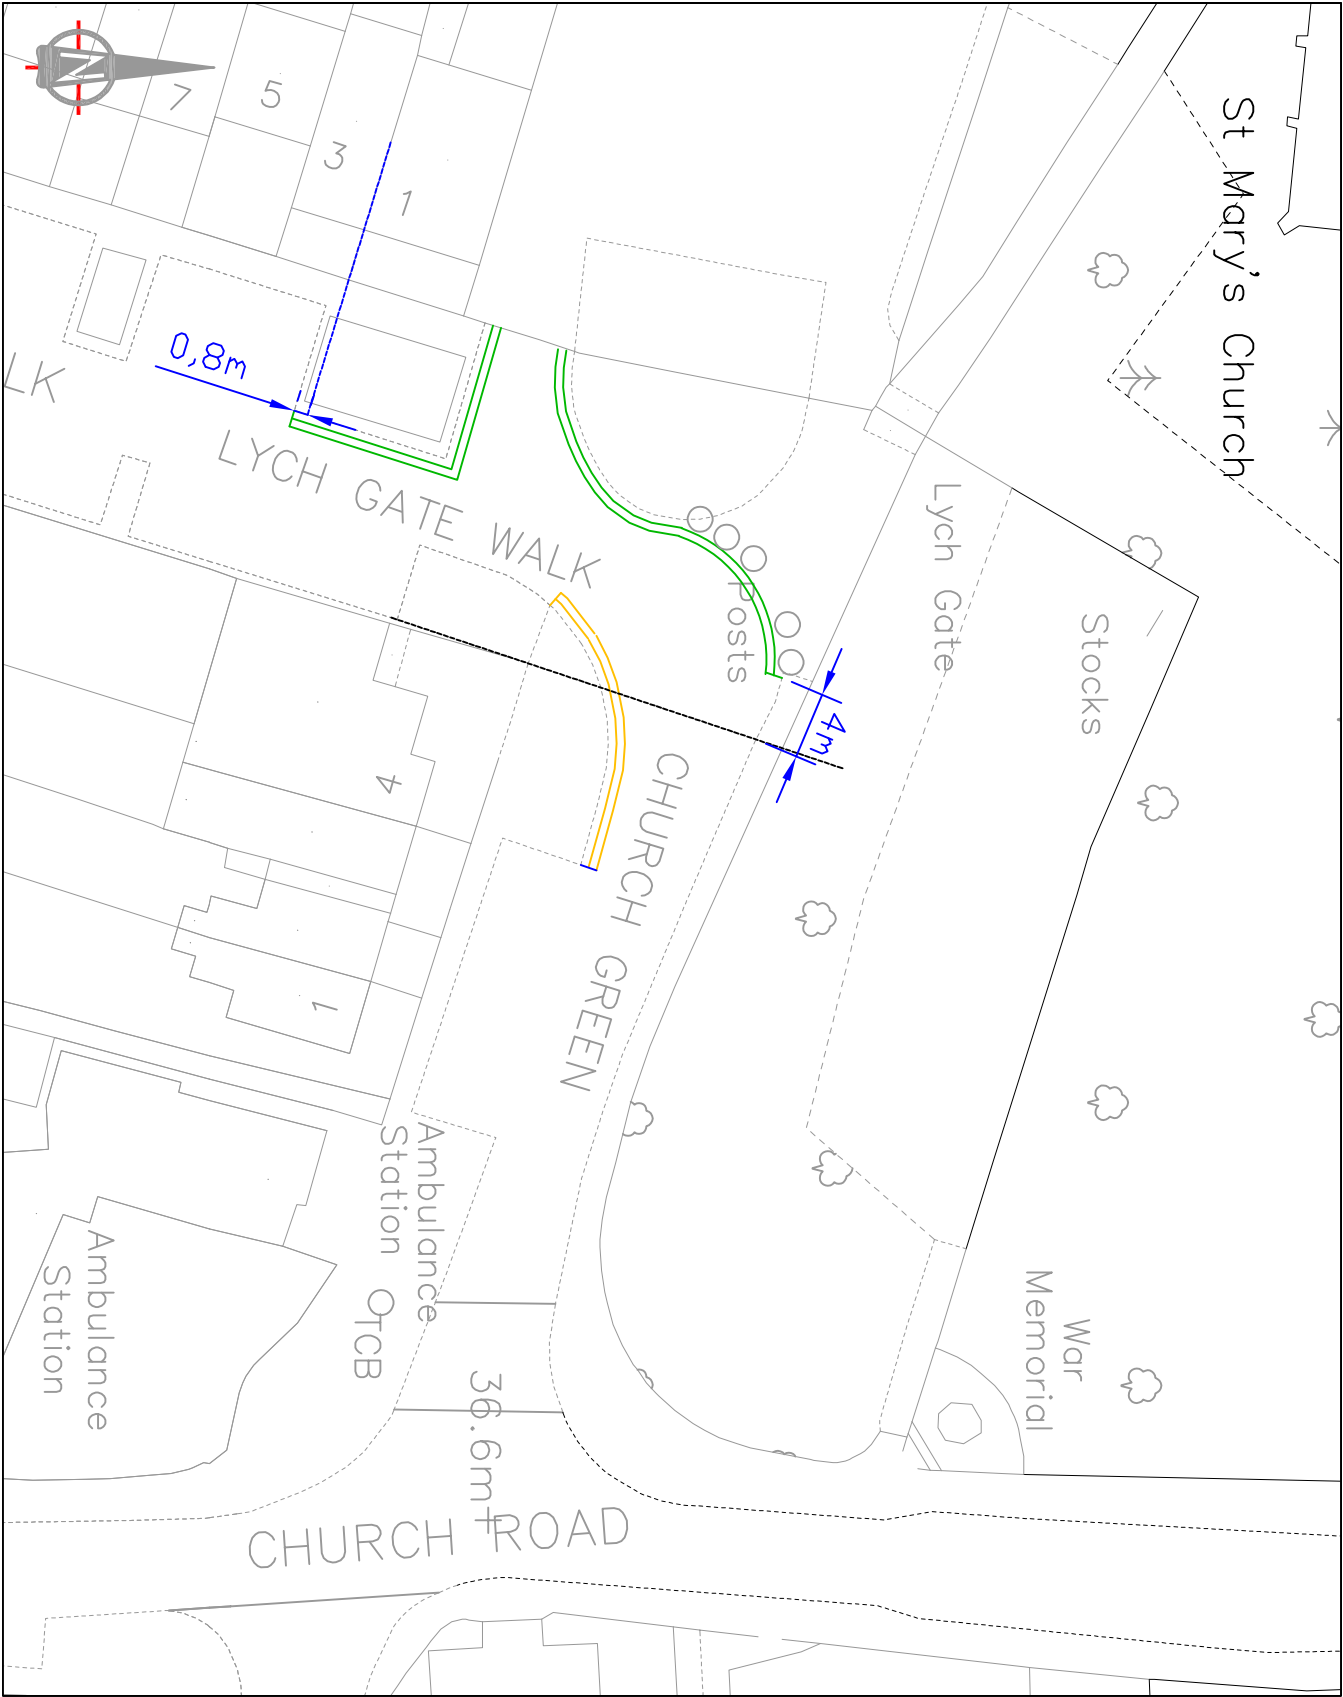 N
7
5
3
1
St Mary's Church
0,8m
LK
LYCH GATE WALK
Lych Gate
Posts
Stocks
4m
4
CHURCH GREEN
1
Ambulance
Station
Ambulance
Station
TCB
War
Memorial
36.6m+
CHURCH ROAD